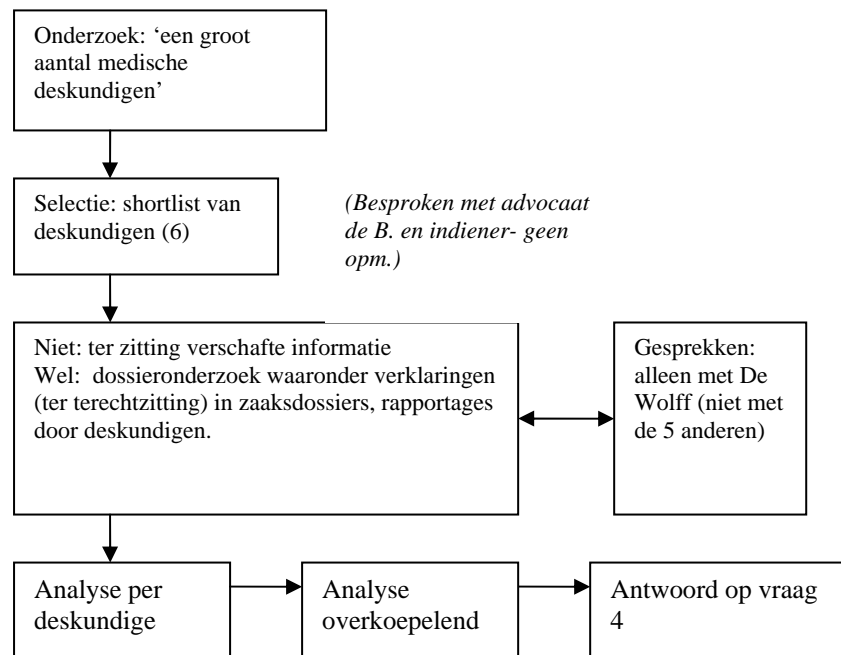 Onderzoek: ‘een groot
aantal medische
deskundigen’
Selectie: shortlist van
deskundigen (6)
(Besproken met advocaat
de B. en indiener- geen
opm.)
Niet: ter zitting verschafte informatie
Wel: dossieronderzoek waaronder verklaringen
(ter terechtzitting) in zaaksdossiers, rapportages
door deskundigen.
Gesprekken:
alleen met De
Wolff (niet met
de 5 anderen)
Analyse per
deskundige
Analyse
overkoepelend
Antwoord op vraag
4